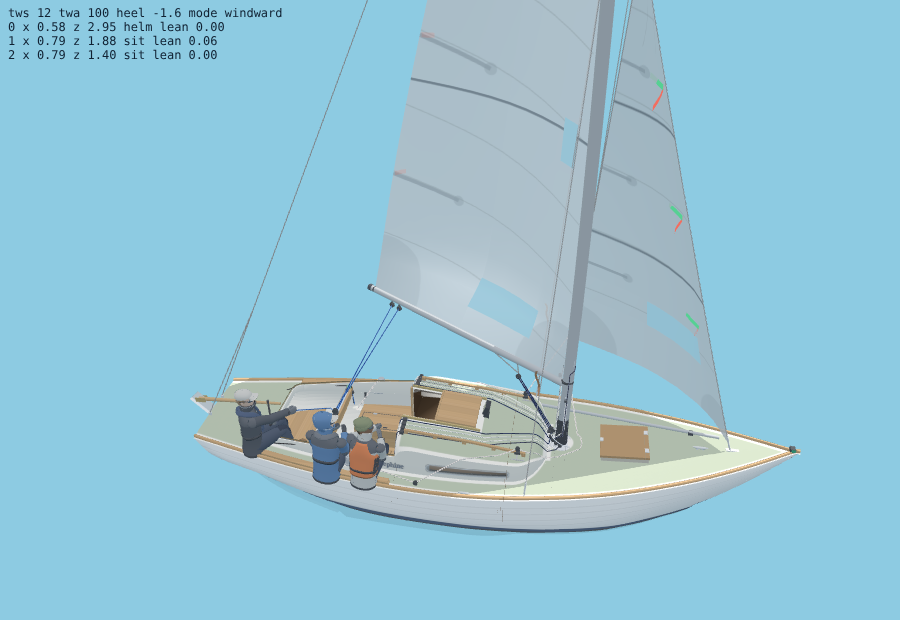 tws 12 twa 100 heel -1.6 mode windward
0 x 0.58 z 2.95 helm lean 0.00
1 x 0.79 z 1.88 sit lean 0.06
2 x 0.79 z 1.40 sit lean 0.00